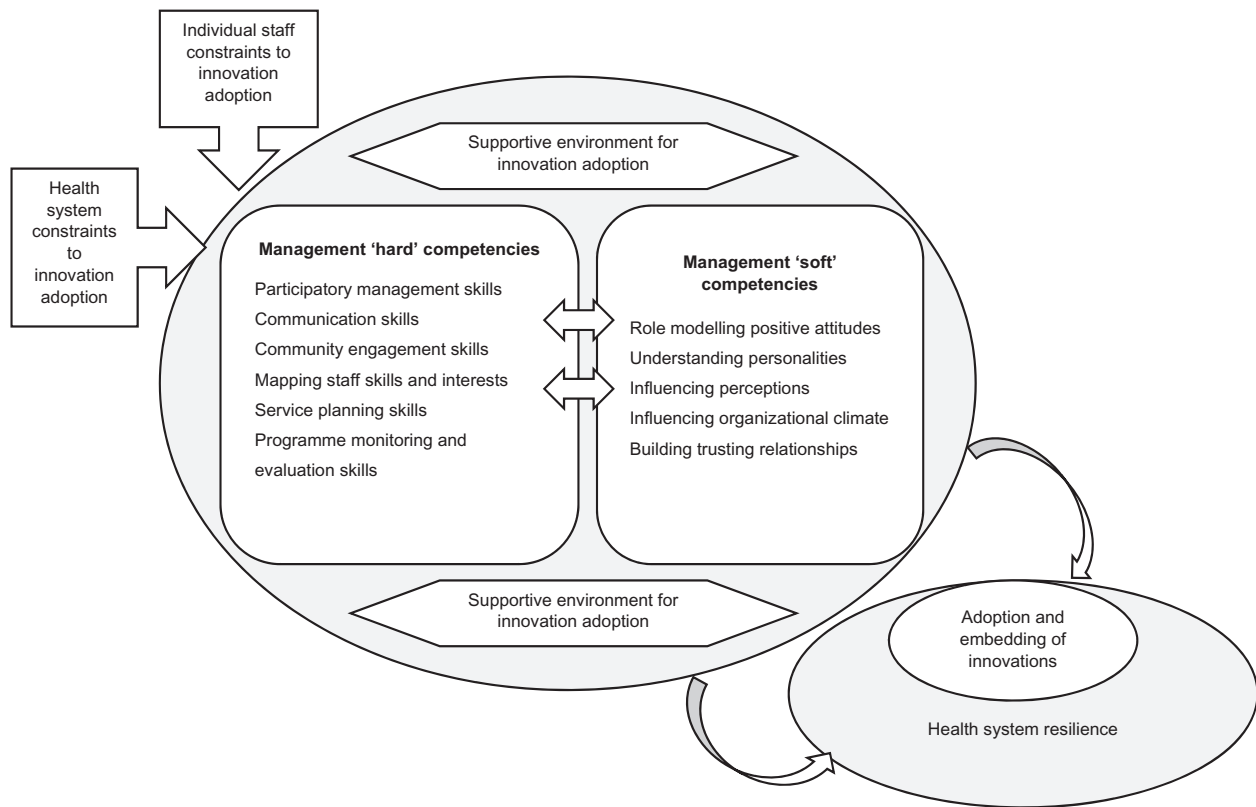 Individual staff
constraints to
innovation
adoption
Health
system
constraints
to
innovation
adoption
Supportive environment for
innovation adoption
Management ‘hard’ competencies
Participatory management skills
Communication skills
Community engagement skills
Mapping staff skills and interests
Service planning skills
Programme monitoring and
evaluation skills
Management ‘soft’
competencies
Role modelling positive attitudes
Understanding personalities
Influencing perceptions
Influencing organizational climate
Building trusting relationships
Supportive environment for
innovation adoption
Adoption and
embedding of
innovations
Health system resilience